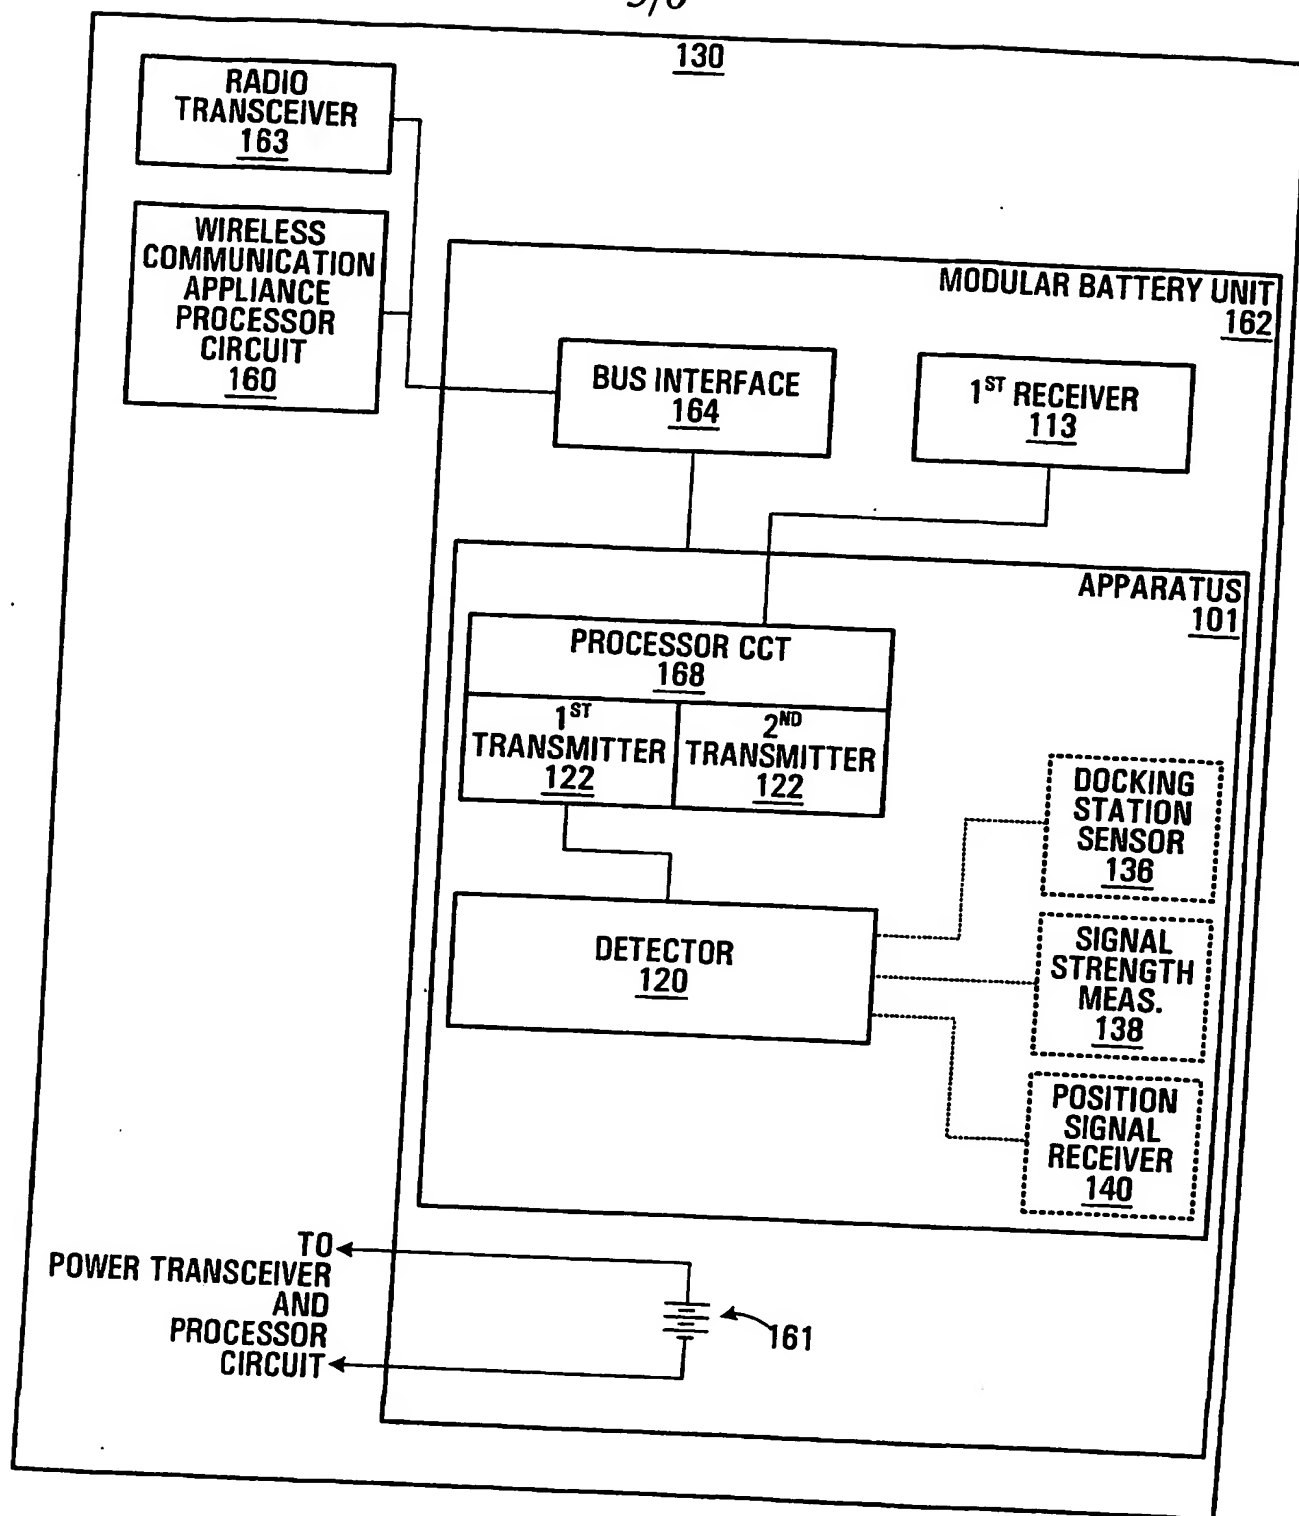 130
RADIO
TRANSCEIVER
163
WIRELESS
COMMUNICATION
APPLIANCE
PROCESSOR
CIRCUIT
160
MODULAR BATTERY UNIT
162
BUS INTERFACE
164
1ST RECEIVER
113
APPARATUS
101
PROCESSOR CCT
168
1ST
TRANSMITTER
122
2ND
TRANSMITTER
122
DOCKING
STATION
SENSOR
136
DETECTOR
120
SIGNAL
STRENGTH
MEAS.
138
POSITION
SIGNAL
RECEIVER
140
TO
POWER TRANSCEIVER
AND
PROCESSOR
CIRCUIT
161